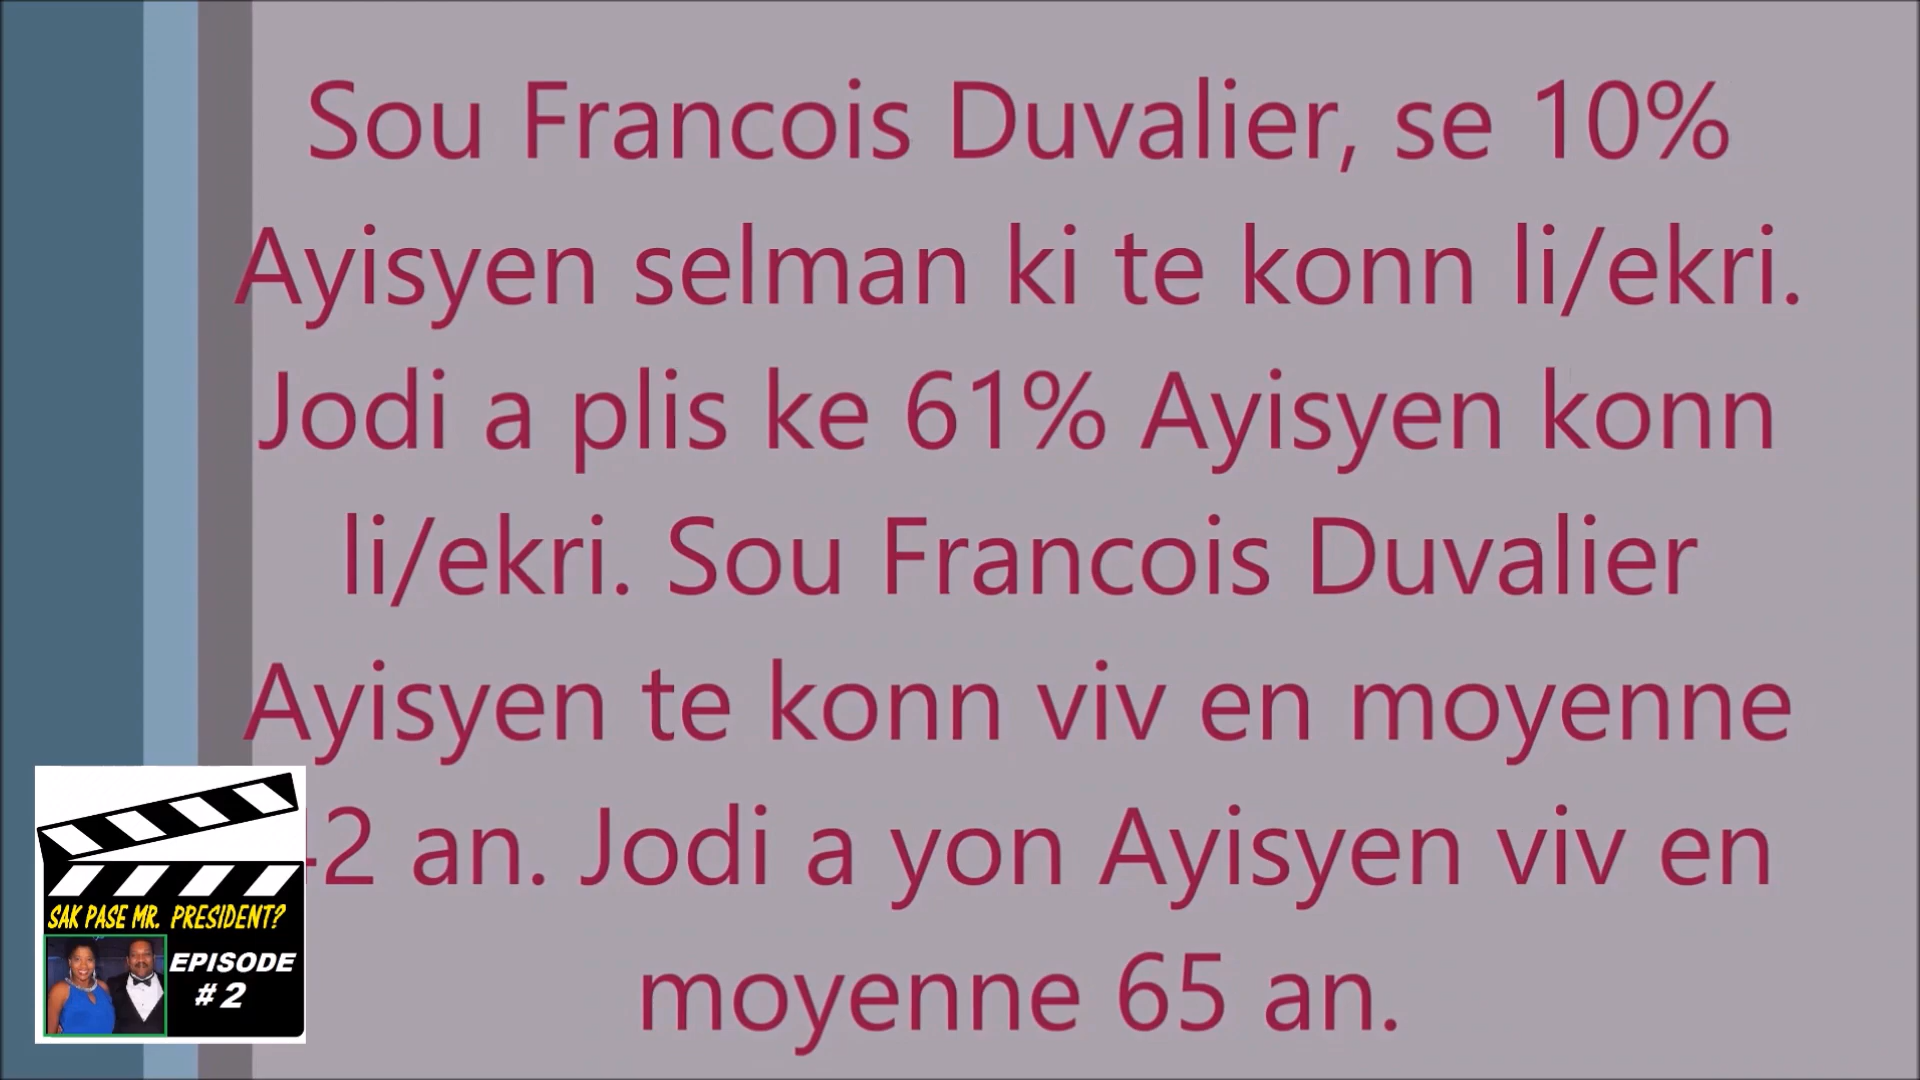 Sou Francois Duvalier, se 10%
Ayisyen selman ki te konn li/ekri.
Jodi a plis ke 61% Ayisyen konn
li/ekri. Sou Francois Duvalier
Ayisyen te konn viv en moyenne
42 an. Jodi a yon Ayisyen viv en
moyenne 65 an.
SAK PASE MR. PRESIDENT?
EPISODE
#2